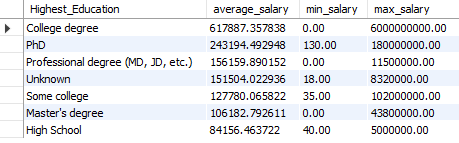 Highest_Education average_salary min_salary max_salary
College degree 617887.357838 0.00 6000000000.00
PhD 243194.492948 130.00 180000000.00
Professional degree (MD, JD, etc.) 156159.890152 0.00 11500000.00
Unknown 151504.022936 18.00 8320000.00
Some college 127780.065822 35.00 102000000.00
Master's degree 106182.792611 0.00 43800000.00
High School 84156.463722 40.00 5000000.00